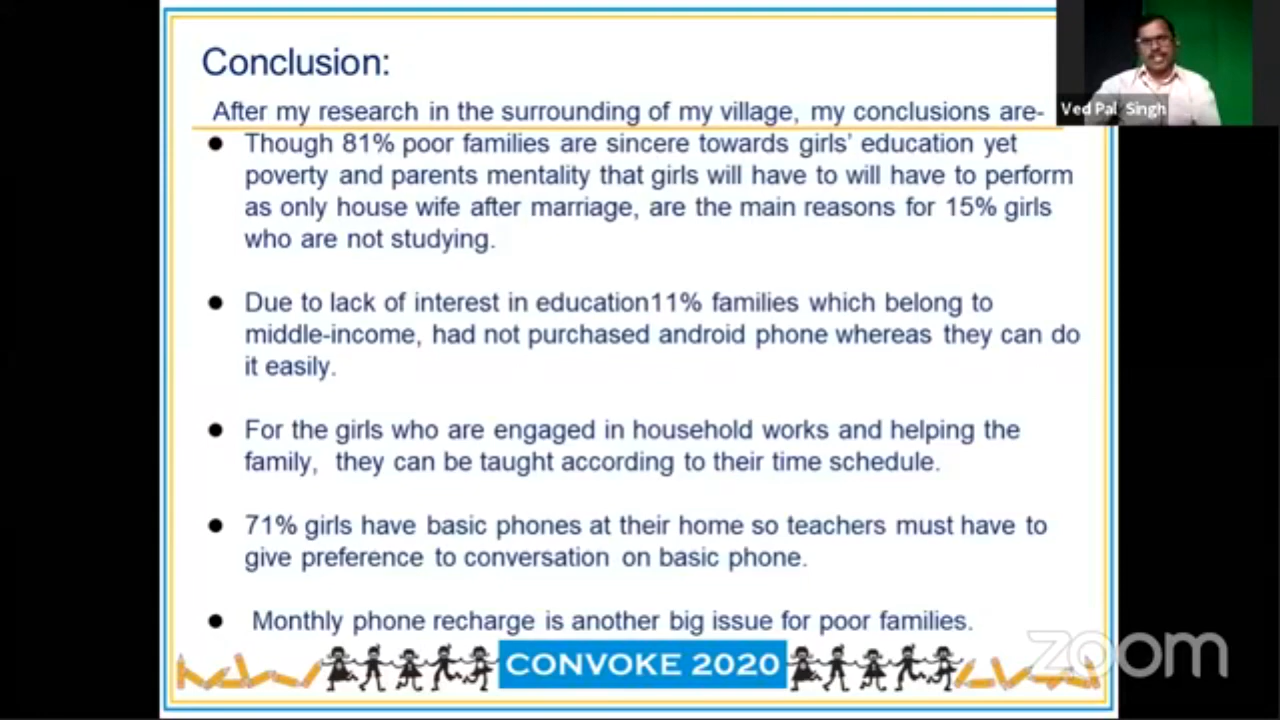 Conclusion:
After my research in the surrounding of my village, my conclusions are-
● Though 81% poor families are sincere towards girls' education yet
poverty and parents mentality that girls will have to will have to perform
as only house wife after marriage, are the main reasons for 15% girls
who are not studying.
● Due to lack of interest in education11% families which belong to
middle-income, had not purchased android phone whereas they can do
it easily.
● For the girls who are engaged in household works and helping the
family, they can be taught according to their time schedule.
● 71% girls have basic phones at their home so teachers must have to
give preference to conversation on basic phone.
● Monthly phone recharge is another big issue for poor families.
CONVOKE 2020
Ved Pal Singh
zoom